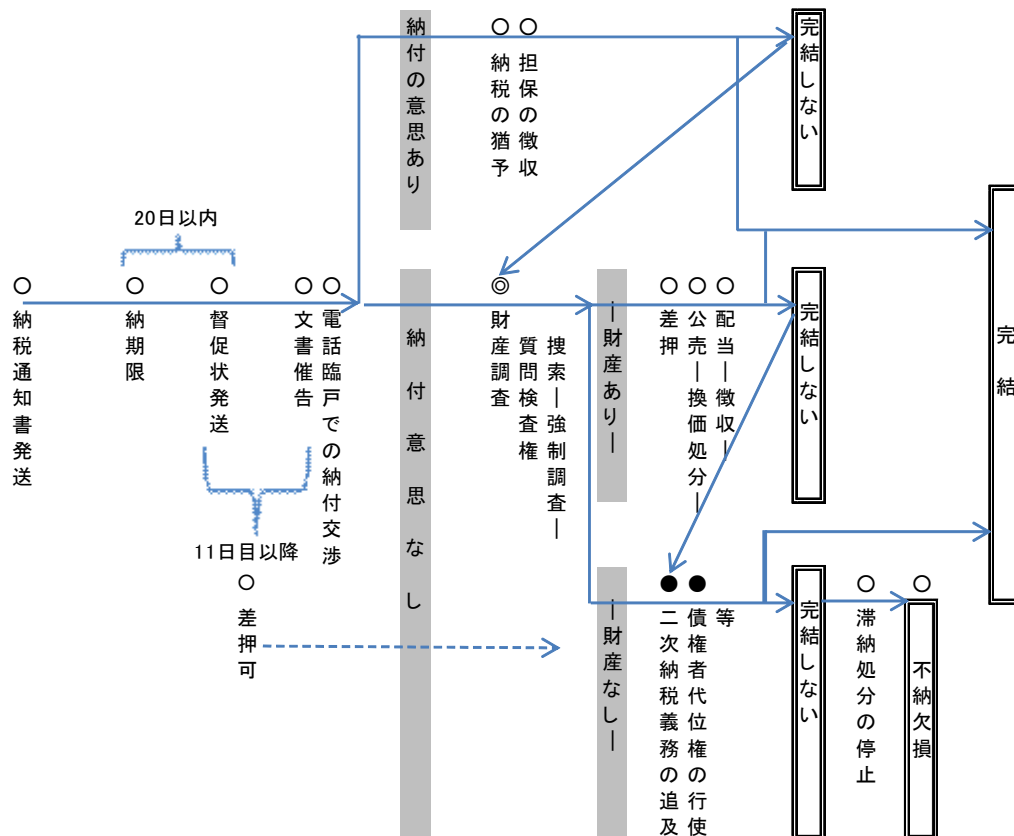 納付の意思あり
○ 納税の猶予
○ 担保の徴収
完結しない
20日以内
○ 納税通知書発送
○ 納期限
○ 督促状発送
○ 文書催告
○ 電話臨戸での納付交渉
11日目以降
○ 差押可
納付意思なし
◎ 財産調査
質問検査権
捜索―強制調査―
―財産あり―
○ 差押
○ 公売―換価処分―
○ 配当―徴収―
完結しない
完結
―財産なし―
● 二次納税義務の追及
● 債権者代位権の行使
等
完結しない
○ 滞納処分の停止
○ 不納欠損